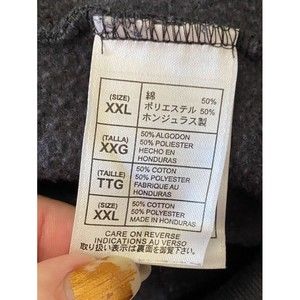 (SIZE)
XXL
綿 50%
ポリエステル 50%
ホンジュラス製
(TALLA)
XXG
50% ALGODON
50% POLIESTER
HECHO EN
HONDURAS
(TAILLE)
TTG
50% COTON
50% POLYESTER
FABRIQUE AU
HONDURAS
(SIZE)
XXL
50% COTTON
50% POLYESTER
MADE IN
HONDURAS
CARE ON REVERSE
INDICATIONS AU VERSO
取り扱い表示は裏面を御覧下さい